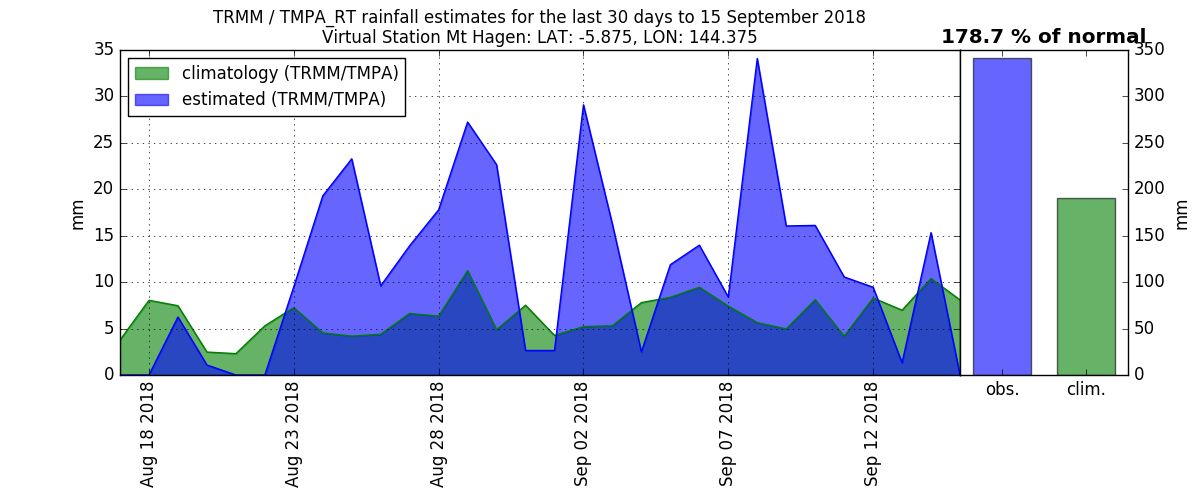 TRMM / TMPA_RT rainfall estimates for the last 30 days to 15 September 2018
Virtual Station Mt Hagen: LAT: -5.875, LON: 144.375
178.7 % of normal
climatology (TRMM/TMPA)
estimated (TRMM/TMPA)
35
30
25
20
15
10
5
0
mm
Aug 18 2018
Aug 23 2018
Aug 28 2018
Sep 02 2018
Sep 07 2018
Sep 12 2018
obs.
clim.
350
300
250
200
150
100
50
0
mm